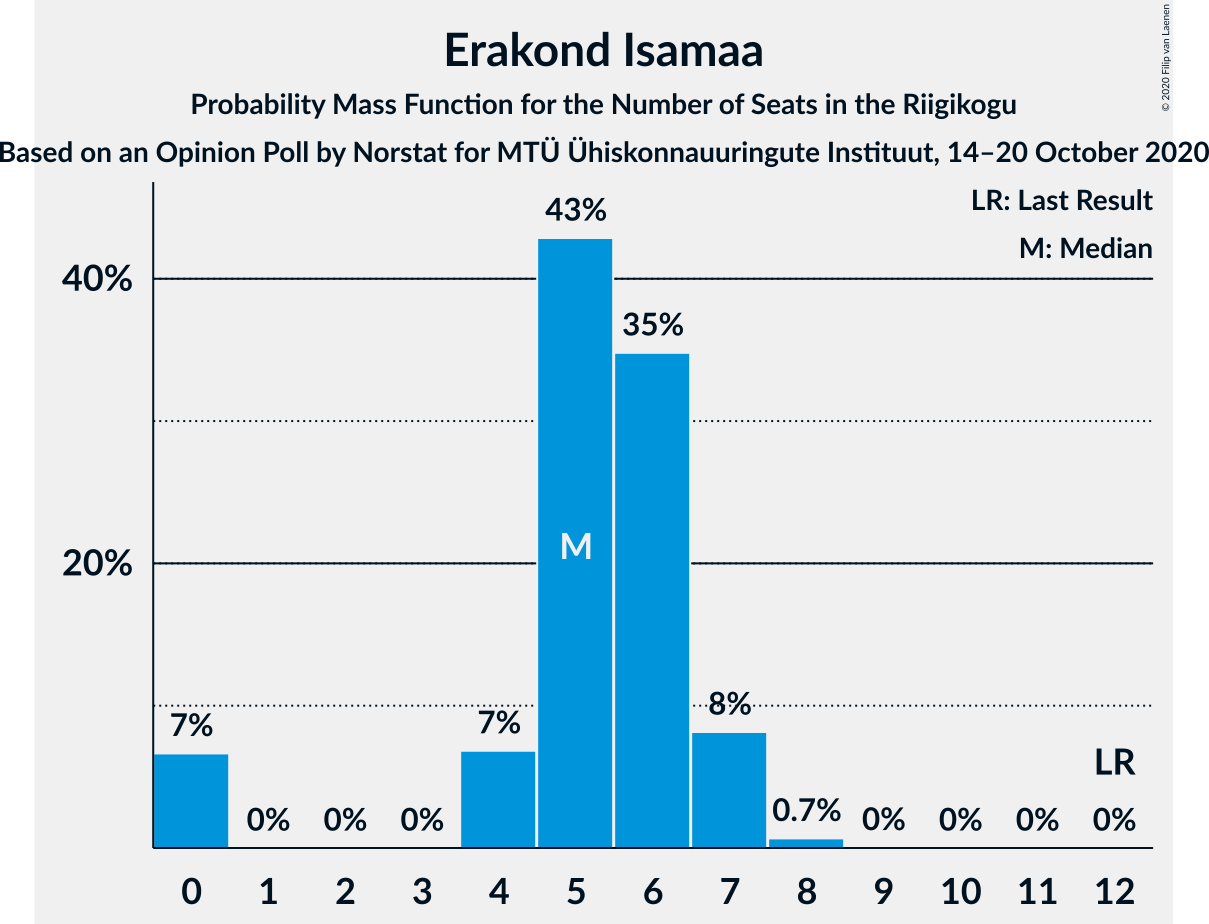 Erakond Isamaa
Probability Mass Function for the Number of Seats in the Riigikogu
Based on an Opinion Poll by Norstat for MTÜ Ühiskonnauuringute Instituut, 14–20 October 2020
© 2020 Filip van Laenen
LR: Last Result
M: Median
43%
40%
35%
M
20%
8%
7%
7%
LR
0.7%
0% 0% 0% 0% 0% 0% 0%
0 1 2 3 4 5 6 7 8 9 10 11 12